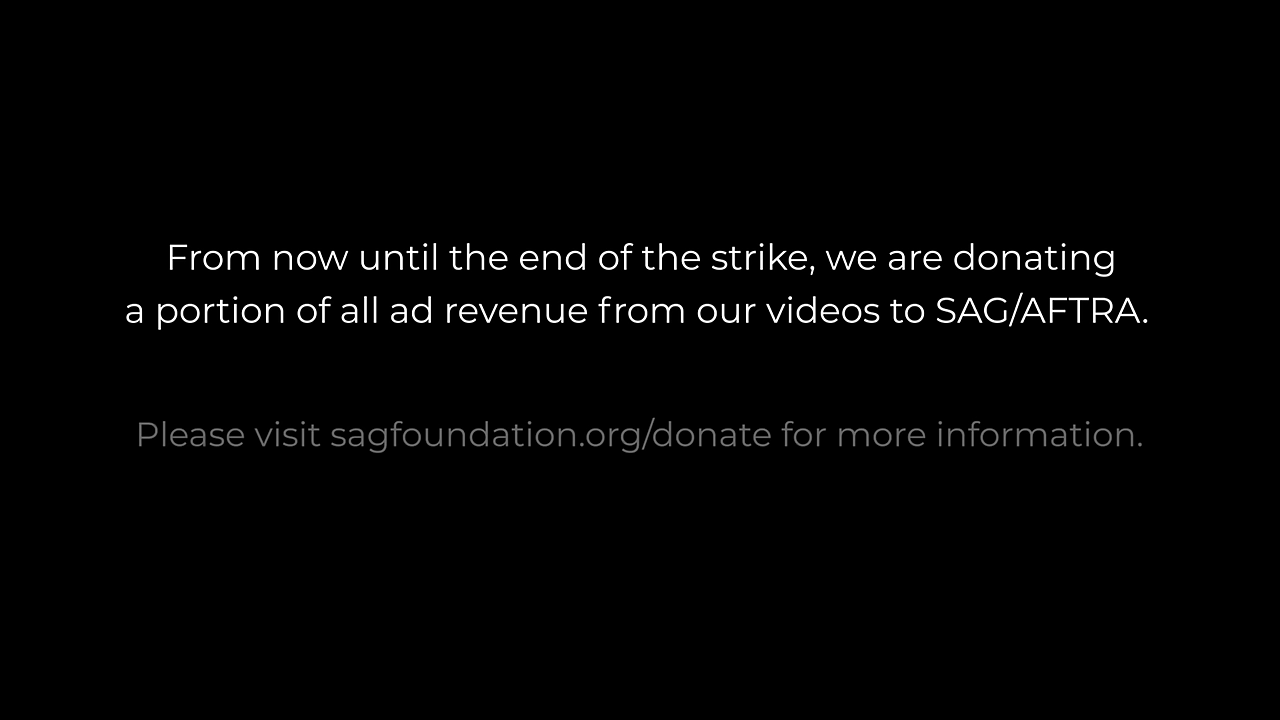 From now until the end of the strike, we are donating
a portion of all ad revenue from our videos to SAG/AFTRA.
Please visit sagfoundation.org/donate for more information.